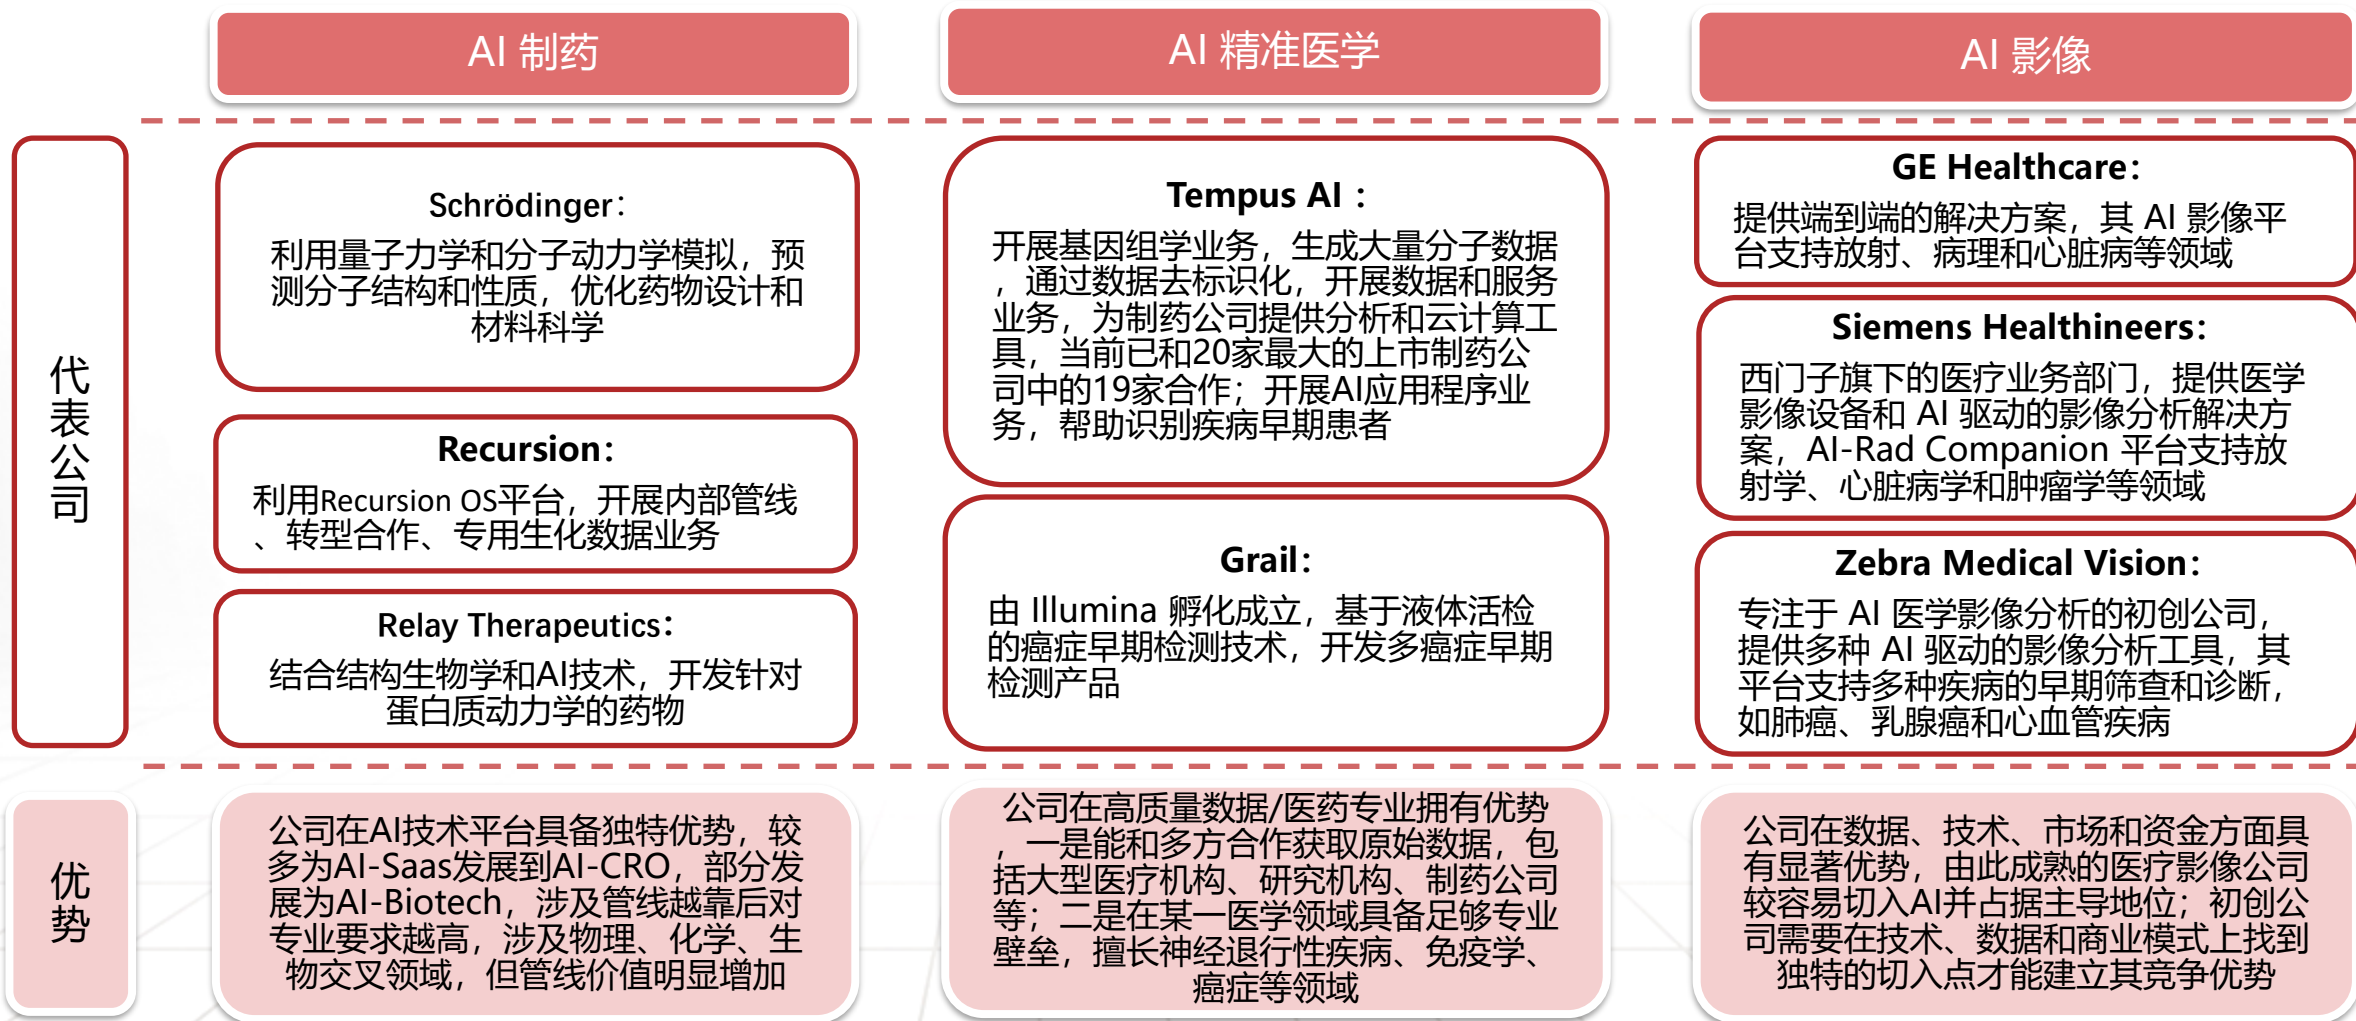 AI 制药
AI 精准医学
AI 影像
代表公司
Schrödinger：
利用量子力学和分子动力学模拟，预
测分子结构和性质，优化药物设计和
材料科学
Recursion：
利用Recursion OS平台，开展内部管线
、转型合作、专用生化数据业务
Relay Therapeutics：
结合结构生物学和AI技术，开发针对
蛋白质动力学的药物
Tempus AI ：
开展基因组学业务，生成大量分子数据
，通过数据去标识化，开展数据和服务
业务，为制药公司提供分析和云计算工
具，当前已和20家最大的上市制药公
司中的19家合作；开展AI应用程序业
务，帮助识别疾病早期患者
Grail：
由 Illumina 孵化成立，基于液体活检
的癌症早期检测技术，开发多癌症早期
检测产品
GE Healthcare：
提供端到端的解决方案，其 AI 影像平
台支持放射、病理和心脏病等领域
Siemens Healthineers：
西门子旗下的医疗业务部门，提供医学
影像设备和 AI 驱动的影像分析解决方
案，AI-Rad Companion 平台支持放
射学、心脏病学和肿瘤学等领域
Zebra Medical Vision：
专注于 AI 医学影像分析的初创公司，
提供多种 AI 驱动的影像分析工具，其
平台支持多种疾病的早期筛查和诊断，
如肺癌、乳腺癌和心血管疾病
优势
公司在AI技术平台具备独特优势，较
多为AI-Saas发展到AI-CRO，部分发
展为AI-Biotech，涉及管线越靠后对
专业要求越高，涉及物理、化学、生
物交叉领域，但管线价值明显增加
公司在高质量数据/医药专业拥有优势
，一是能和多方合作获取原始数据，包
括大型医疗机构、研究机构、制药公司
等；二是在某一医学领域具备足够专业
壁垒，擅长神经退行性疾病、免疫学、
癌症等领域
公司在数据、技术、市场和资金方面具
有显著优势，由此成熟的医疗影像公司
较容易切入AI并占据主导地位；初创公
司需要在技术、数据和商业模式上找到
独特的切入点才能建立其竞争优势